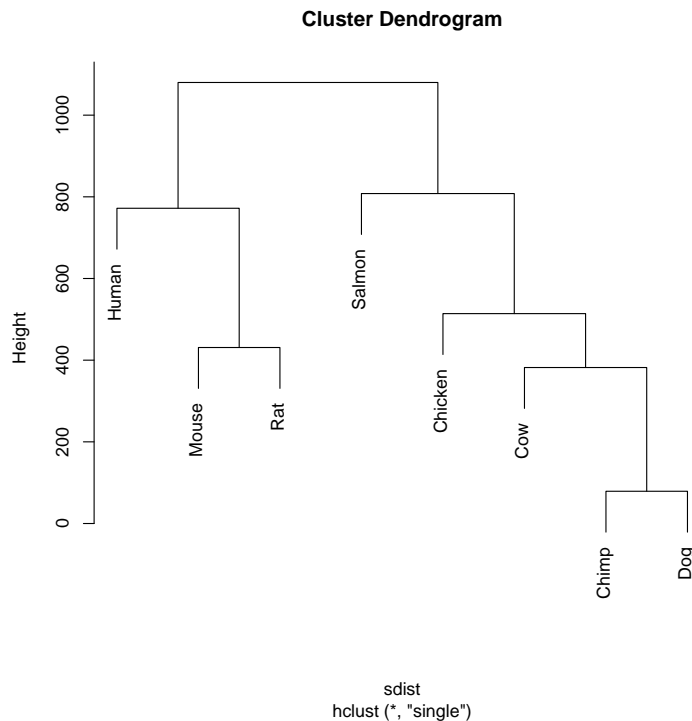 Cluster Dendrogram
Height
1000
800
600
400
200
0
Human
Mouse
Rat
Salmon
Chicken
Cow
Chimp
Dog
sdist
hclust (*, "single")